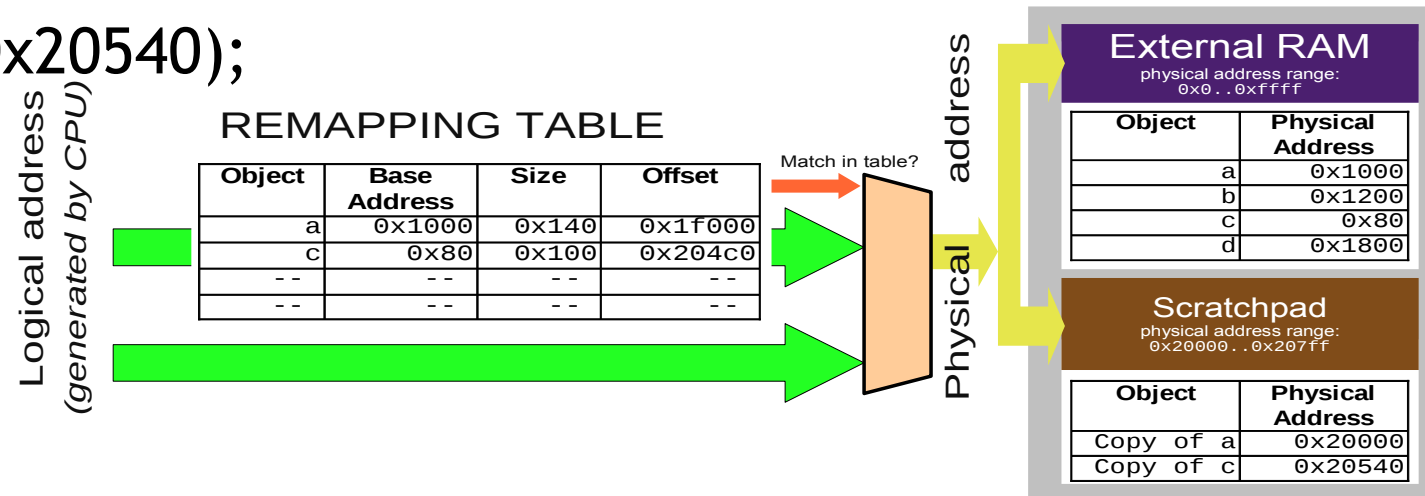 x20540);
Logical address
(generated by CPU)
REMAPPING TABLE
Object Base Address Size Offset
a 0x1000 0x140 0x1f000
c 0x80 0x100 0x204c0
-- -- -- --
-- -- -- --
Match in table?
Physical address
External RAM
physical address range:
0x0..0xffff
Object Physical Address
a 0x1000
b 0x1200
c 0x80
d 0x1800
Scratchpad
physical address range:
0x20000..0x207ff
Object Physical Address
Copy of a 0x20000
Copy of c 0x20540